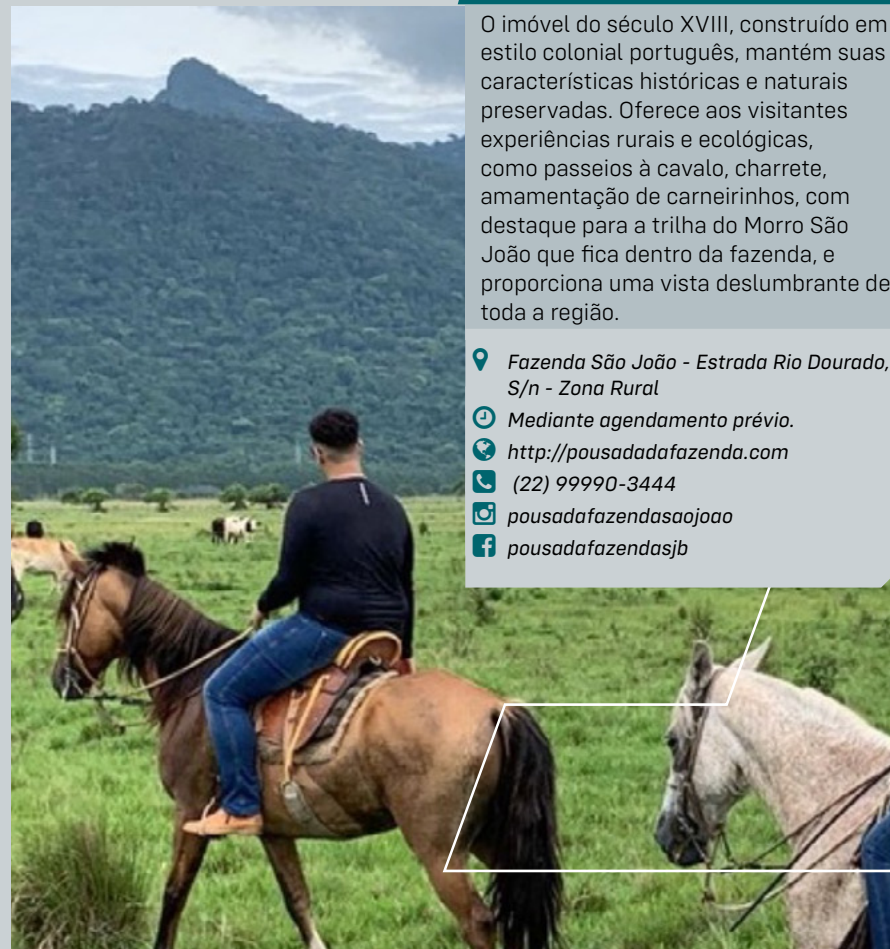 O imóvel do século XVIII, construído em
estilo colonial português, mantém suas
características históricas e naturais
preservadas. Oferece aos visitantes
experiências rurais e ecológicas,
como passeios à cavalo, charrete,
amamentação de carneirinhos, com
destaque para a trilha do Morro São
João que fica dentro da fazenda, e
proporciona uma vista deslumbrante de
toda a região.
Fazenda São João - Estrada Rio Dourado,
S/n - Zona Rural
Mediante agendamento prévio.
http://pousadadafazenda.com
(22) 99990-3444
pousadafazendasaojoao
pousadafazendasjb